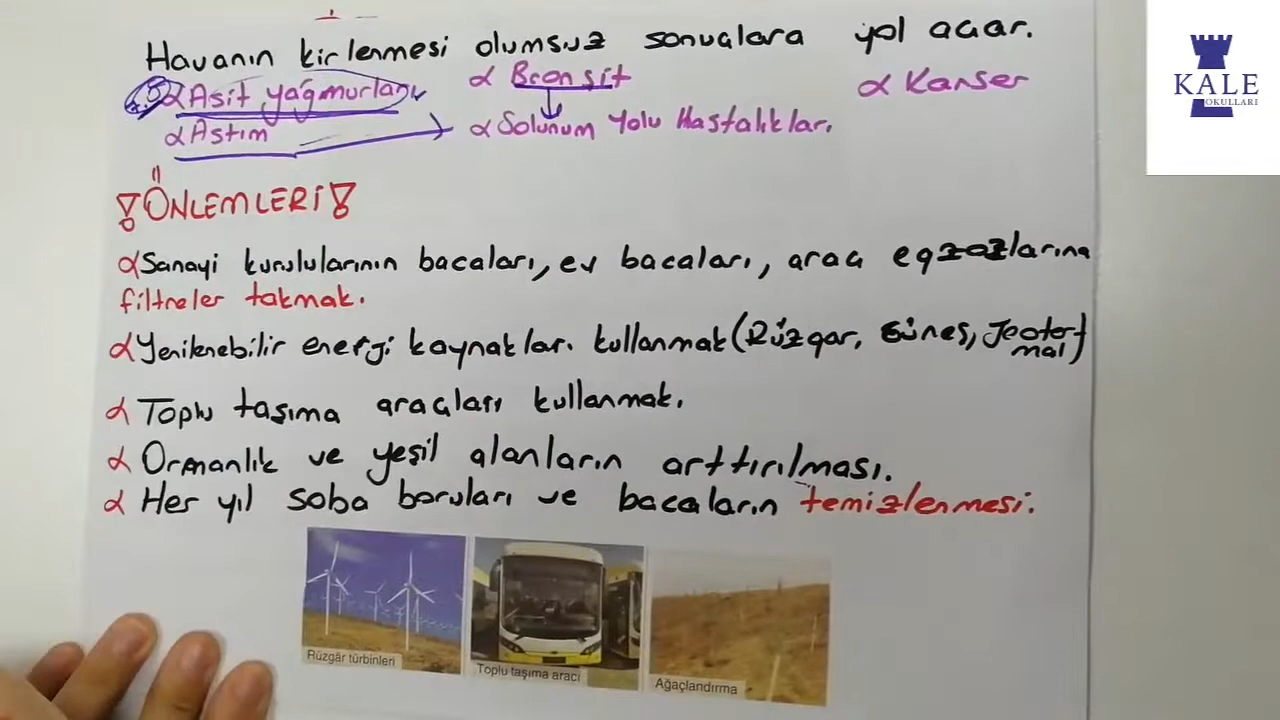 Havanın kirlenmesi olumsuz sonuçlara yol açar.
α Asit yağmurları α Bronşit α Kanser
α Astım α Solunum Yolu Hastalıkları
! ÖNLEMLERİ !
α Sanayi kurulularının bacaları, ev bacaları, araç egzozlarına
filtreler takmak.
α Yenilenebilir energi kaynakları kullanmak (Rüzgar, Güneş, Jeotermal)
α Toplu taşıma araçları kullanmak.
α Ormanlık ve yeşil alanların arttırılması.
α Her yıl soba boruları ve bacaların temizlenmesi.
Rüzgâr türbinleri
Toplu taşıma aracı
Ağaçlandırma
KALE
OKULLARI